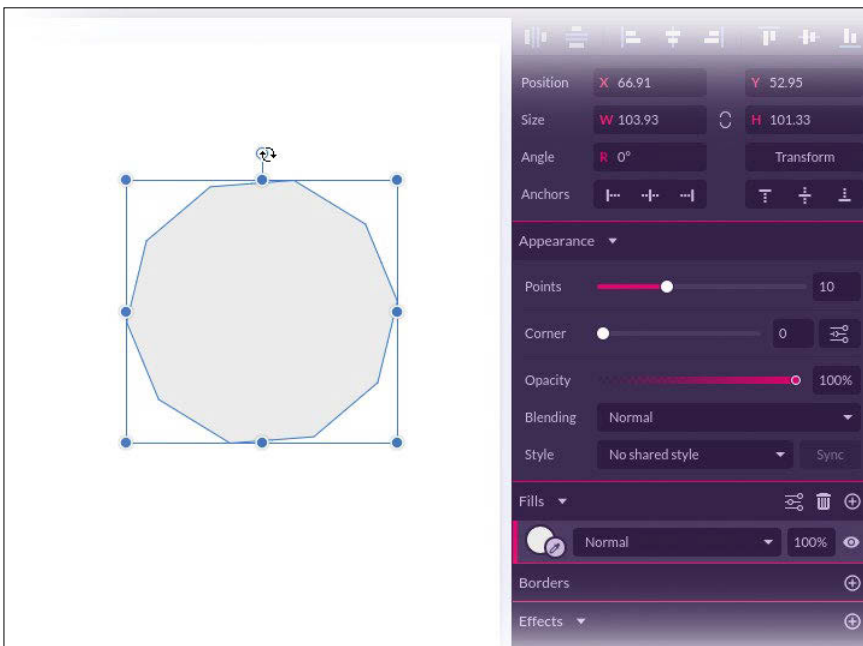 Position X 66.91 Y 52.95
Size W 103.93 H 101.33
Angle R 0° Transform
Anchors
Appearance
Points 10
Corner 0
Opacity 100%
Blending Normal
Style No shared style Sync
Fills
Normal 100%
Borders
Effects